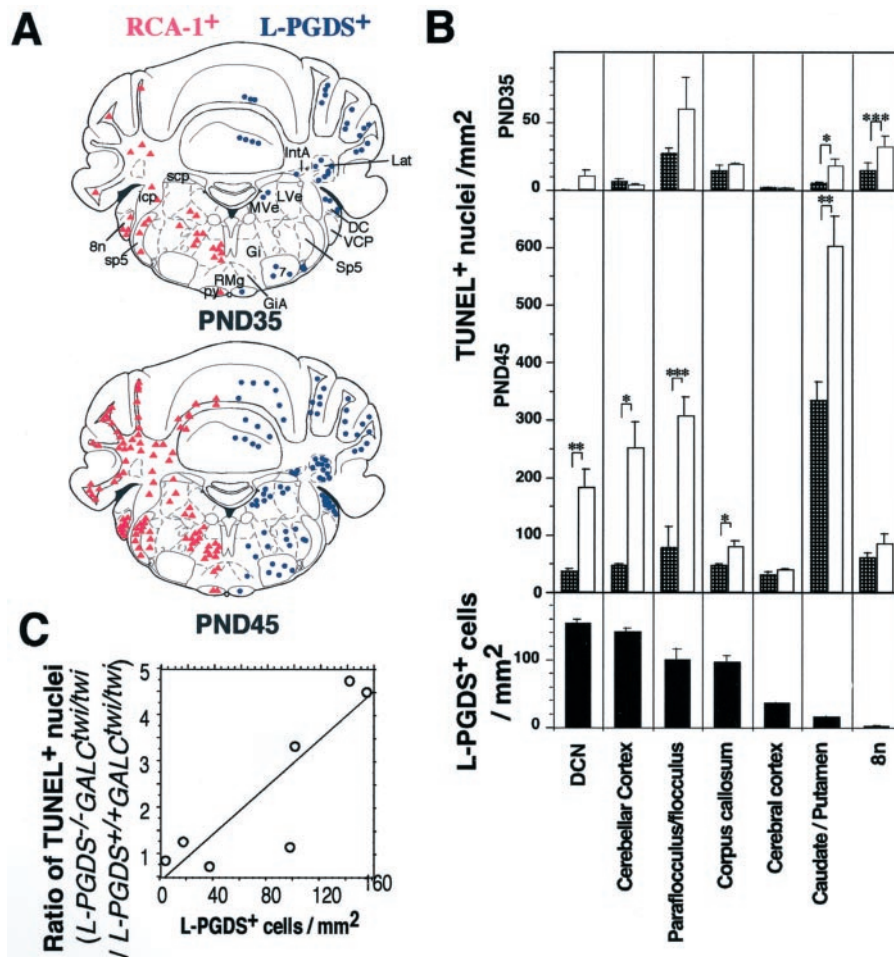 A
RCA-1+ L-PGDS+
IntA
Lat
scp
icp
LVe
MVe
DC
VCP
8n
sp5
Gi
Sp5
7
RMg
py
GiA
PND35
PND45
B
TUNEL+ nuclei /mm2
PND35
50
0
*
***
PND45
600
500
400
300
200
100
0
**
*
***
*
**
L-PGDS+ cells / mm2
100
0
DCN
Cerebellar Cortex
Paraflocculus/flocculus
Corpus callosum
Cerebral cortex
Caudate / Putamen
8n
C
Ratio of TUNEL+ nuclei
(L-PGDS-/-GALCtwi/twi
/ L-PGDS+/+GALCtwi/twi)
5
4
3
2
1
0 40 80 120 160
L-PGDS+ cells / mm2